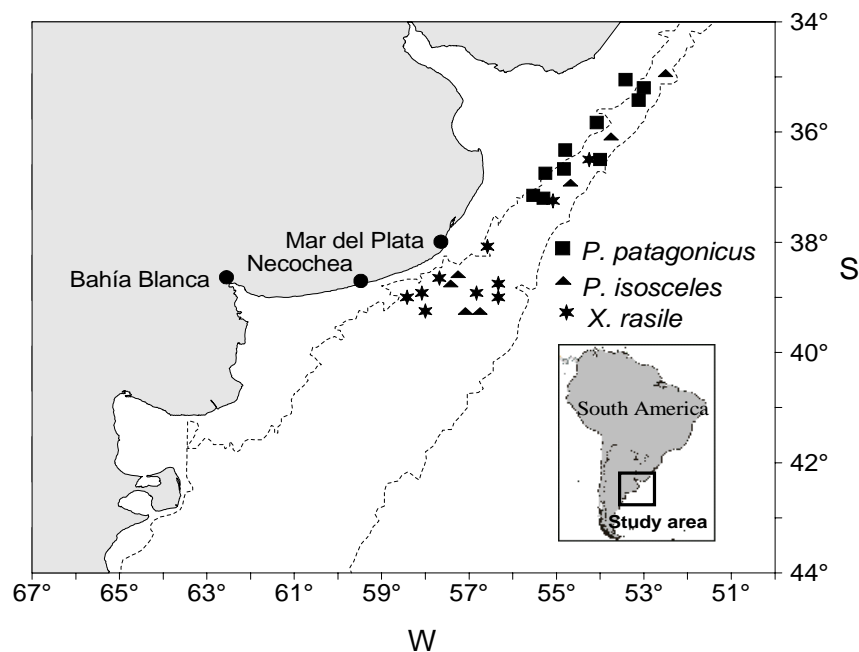 34°
36°
38°
S
40°
42°
44°
Mar del Plata
Necochea
Bahía Blanca
P. patagonicus
P. isosceles
X. rasile
South America
Study area
67° 65° 63° 61° 59° 57° 55° 53° 51°
W